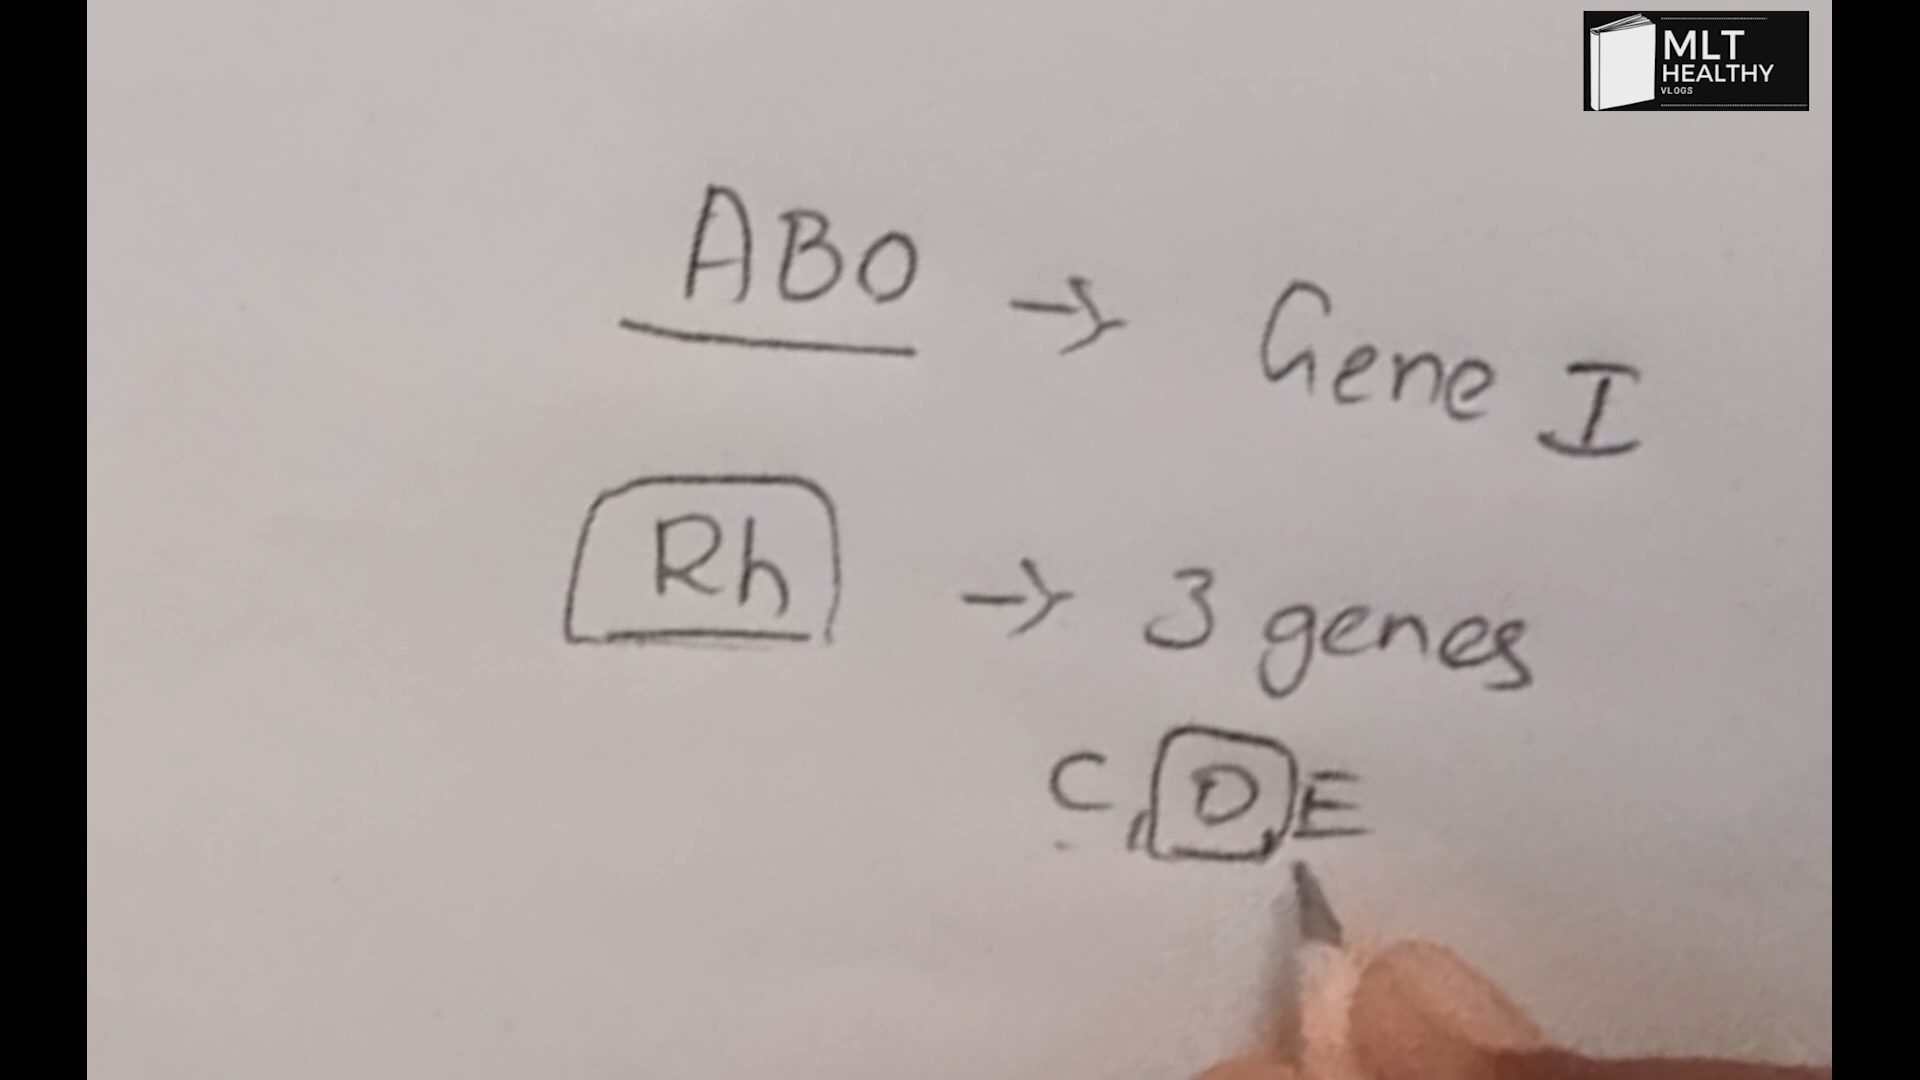 MLT
HEALTHY
VLOGS
ABO → Gene I
Rh → 3 genes
C, D, E